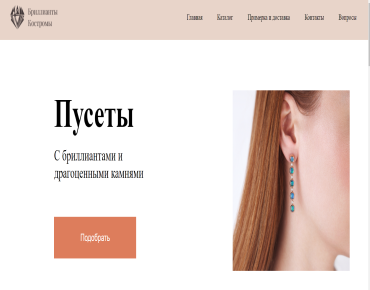 Бриллианты
Костромы
Главная Каталог Примерка и доставка Контакты Вопросы
Пусеты
С бриллиантами и
драгоценными камнями
Подобрать